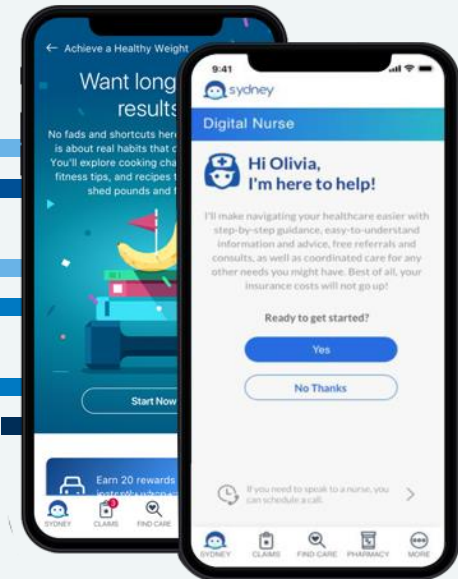 ← Achieve a Healthy Weight
Want long
results
No fads and shortcuts here
is about real habits that
You'll explore cooking
fitness tips, and recipes
shed pounds and
Start Now
Earn 20 rewards
SYDNEY
CLAIMS
3
FIND CARE
9:41
sydney
Digital Nurse
Hi Olivia,
I'm here to help!
I'll make navigating your healthcare easier with
step-by-step guidance, easy-to-understand
information and advice, free referrals and
consults, as well as coordinated care for any
other needs you might have. Best of all, your
insurance costs will not go up!
Ready to get started?
Yes
No Thanks
If you need to speak to a nurse, you
can schedule a call.
SYDNEY
CLAIMS
FIND CARE
PHARMACY
MORE